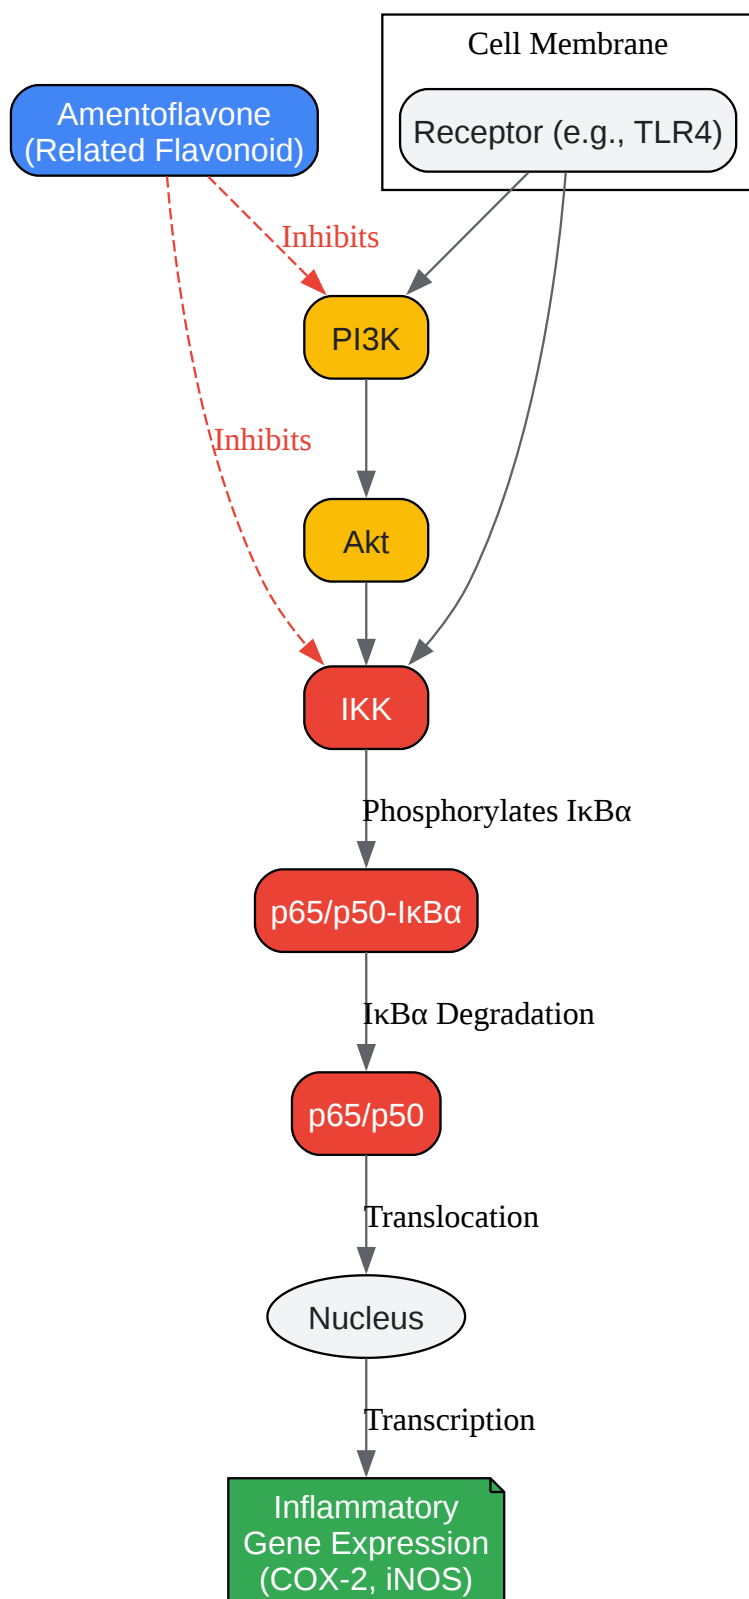 Cell Membrane
Amentoflavone
(Related Flavonoid)
Receptor (e.g., TLR4)
Inhibits
PI3K
Inhibits
Akt
IKK
Phosphorylates IκBα
p65/p50-IκBα
IκBα Degradation
p65/p50
Translocation
Nucleus
Transcription
Inflammatory
Gene Expression
(COX-2, iNOS)